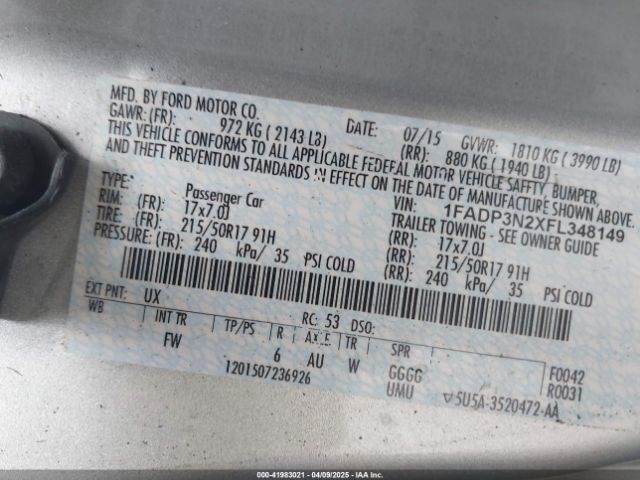 MFD. BY FORD MOTOR CO.
DATE: 07/15 GVWR: 1810 KG ( 3990 LB)
GAWR: (FR): 972 KG ( 2143 LB) (RR): 880 KG ( 1940 LB)
THIS VEHICLE CONFORMS TO ALL APPLICABLE FEDERAL MOTOR VEHICLE SAFETY, BUMPER,
AND THEFT PREVENTION STANDARDS IN EFFECT ON THE DATE OF MANUFACTURE SHOWN ABOVE.
VIN: 1FADP3N2XFL348149
TYPE: Passenger Car TRAILER TOWING - SEE OWNER GUIDE
RIM: (FR): 17x7.0J (RR): 17x7.0J
TIRE: (FR): 215/50R17 91H (RR): 215/50R17 91H
PRESSURE: (FR): 240 kPa/ 35 PSI COLD (RR): 240 kPa/ 35 PSI COLD
EXT PNT: UX RC: 53 DSO:
WB INT TR TP/PS R AXLE TR SPR
FW 6 AU W GGGG F0042
UMU R0031
1201507236926 5U5A-3520472-AA
000-41983021 | 04/09/2025 - IAA